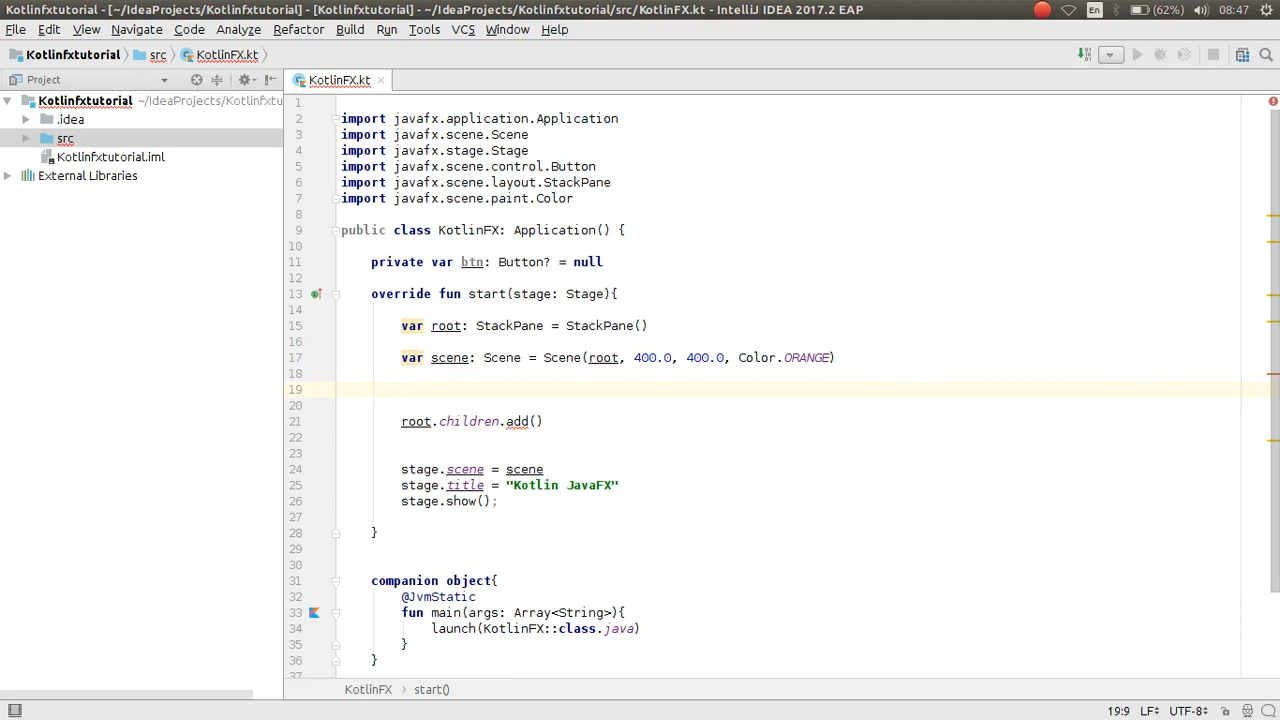 Kotlinfxtutorial - [~/IdeaProjects/Kotlinfxtutorial] - [Kotlinfxtutorial] - ~/IdeaProjects/Kotlinfxtutorial/src/KotlinFX.kt - IntelliJ IDEA 2017.2 EAP En (62%) 08:47
File Edit View Navigate Code Analyze Refactor Build Run Tools VCS Window Help
Kotlinfxtutorial src KotlinFX.kt
Project KotlinFX.kt
Kotlinfxtutorial ~/IdeaProjects/Kotlinfxtu
.idea
src
Kotlinfxtutorial.iml
External Libraries
1
2 import javafx.application.Application
3 import javafx.scene.Scene
4 import javafx.stage.Stage
5 import javafx.scene.control.Button
6 import javafx.scene.layout.StackPane
7 import javafx.scene.paint.Color
8
9 public class KotlinFX: Application() {
10
11 private var btn: Button? = null
12
13 override fun start(stage: Stage){
14
15 var root: StackPane = StackPane()
16
17 var scene: Scene = Scene(root, 400.0, 400.0, Color.ORANGE)
18
19
20
21 root.children.add()
22
23
24 stage.scene = scene
25 stage.title = "Kotlin JavaFX"
26 stage.show();
27
28 }
29
30
31 companion object{
32 @JvmStatic
33 fun main(args: Array<String>){
34 launch(KotlinFX::class.java)
35 }
36 }
37
KotlinFX › start()
19:9 LF UTF-8